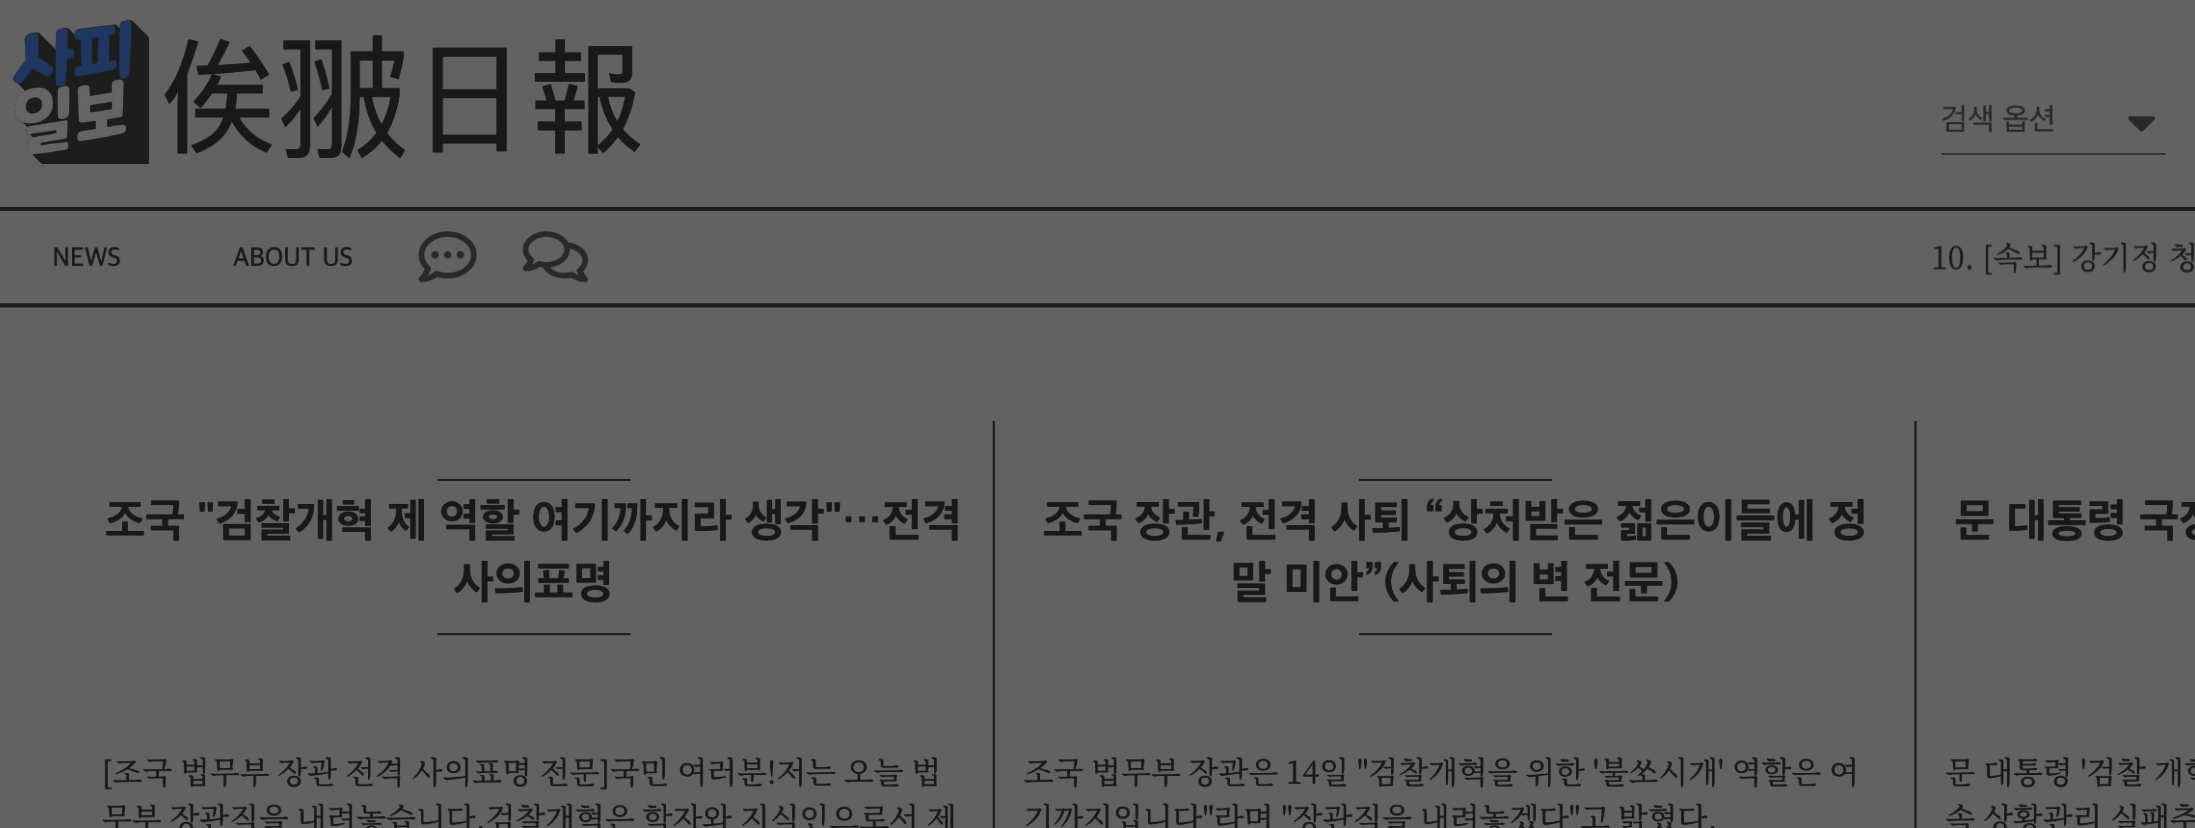 사피
일보
俟翍日報
검색 옵션
NEWS
ABOUT US
10. [속보] 강기정 청
조국 "검찰개혁 제 역할 여기까지라 생각"…전격
사의표명
조국 장관, 전격 사퇴 “상처받은 젊은이들에 정
말 미안”(사퇴의 변 전문)
문 대통령 국정
[조국 법무부 장관 전격 사의표명 전문]국민 여러분!저는 오늘 법
무부 장관직을 내려놓습니다.검찰개혁은 학자와 지식인으로서 제
조국 법무부 장관은 14일 "검찰개혁을 위한 '불쏘시개' 역할은 여
기까지입니다"라며 "장관직을 내려놓겠다"고 밝혔다.
문 대통령 '검찰 개혁
속 상황관리 실패추